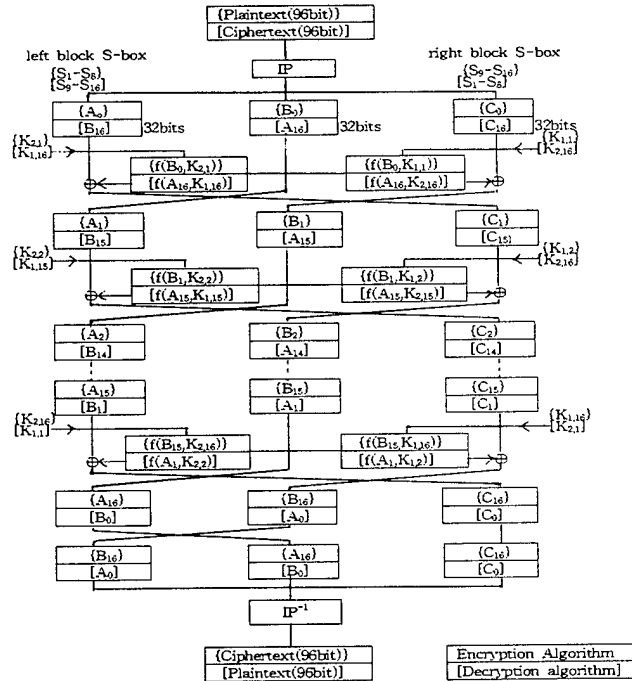 {Plaintext(96bit)}
[Ciphertext(96bit)]
left block S-box
right block S-box
IP
{S₁-S₈)
[S₉-S₁₆]
{S₉-S₁₆)
[S₁-S₈]
{A₀)
[B₁₆]
32bits
{B₀)
[A₁₆]
32bits
{C₀)
[C₁₆]
32bits
{K₂,₁)
[K₁,₁₆]
{K₁,₁)
[K₂,₁₆]
{f(B₀,K₂,₁)}
[f(A₁₆,K₁,₁₆)]
{f(B₀,K₁,₁)}
[f(A₁₆,K₂,₁₆)]
{A₁)
[B₁₅]
{B₁)
[A₁₅]
{C₁)
[C₁₅]
{K₂,₂)
[K₁,₁₅]
{K₁,₂)
[K₂,₁₆]
{f(B₁,K₂,₂)}
[f(A₁₅,K₁,₁₅)]
{f(B₁,K₁,₂)}
[f(A₁₅,K₂,₁₅)]
{A₂)
[B₁₄]
{B₂)
[A₁₄]
{C₂)
[C₁₄]
{A₁₅)
[B₁]
{B₁₅)
[A₁]
{C₁₅)
[C₁]
{K₂,₁₆)
[K₁,₁]
{K₁,₁₆)
[K₂,₁]
{f(B₁₅,K₂,₁₆)}
[f(A₁,K₂,₂)]
{f(B₁₅,K₁,₁₆)}
[f(A₁,K₁,₂)]
{A₁₆)
[B₀]
{B₁₆)
[A₀]
{C₁₆)
[C₀]
{B₁₆)
[A₀]
{A₁₆)
[B₀]
{C₁₆)
[C₀]
IP⁻¹
{Ciphertext(96bit)}
[Plaintext(96bit)]
Encryption Algorithm
[Decryption algorithm]